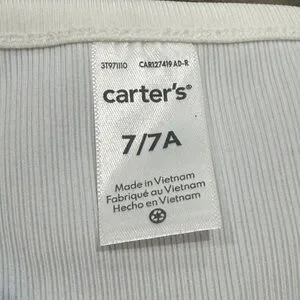 3T971110 CAR127419 AD-R
carter's®
7/7A
Made in Vietnam
Fabriqué au Vietnam
Hecho en Vietnam